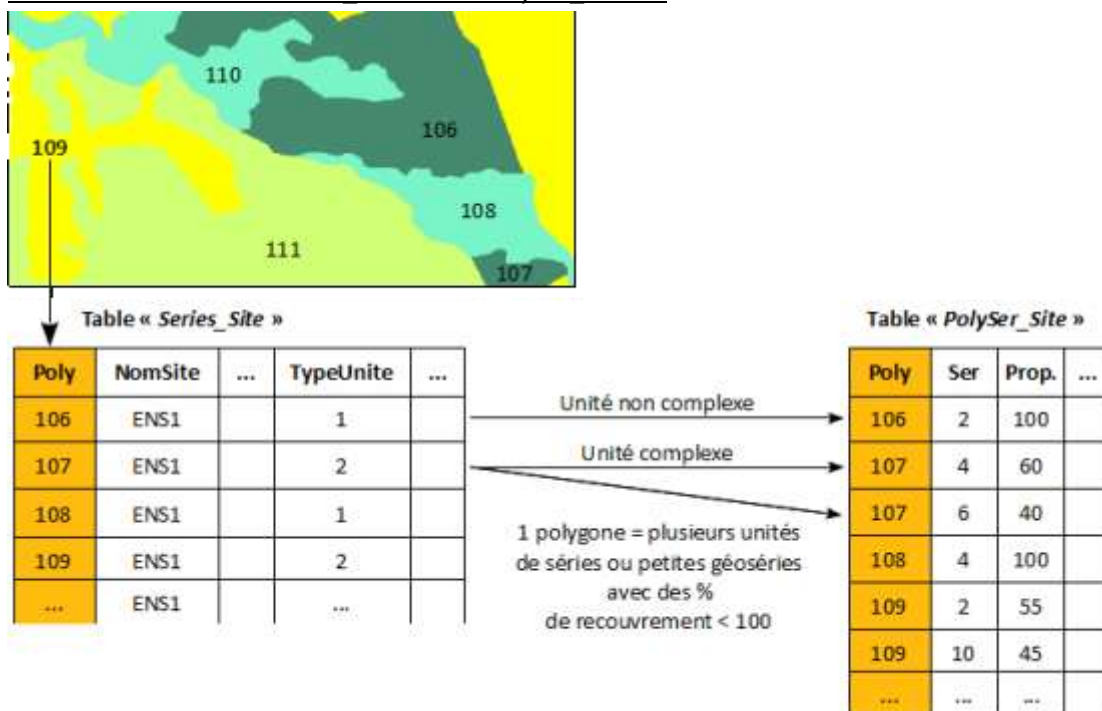 110
106
109
108
111
107
Table « Series_Site »
Poly NomSite ... TypeUnite ...
106 ENS1 1
107 ENS1 2
108 ENS1 1
109 ENS1 2
... ENS1 ...
Unité non complexe
Unité complexe
1 polygone = plusieurs unités
de séries ou petites géoséries
avec des %
de recouvrement < 100
Table « PolySer_Site »
Poly Ser Prop. ...
106 2 100
107 4 60
107 6 40
108 4 100
109 2 55
109 10 45
... ... ...